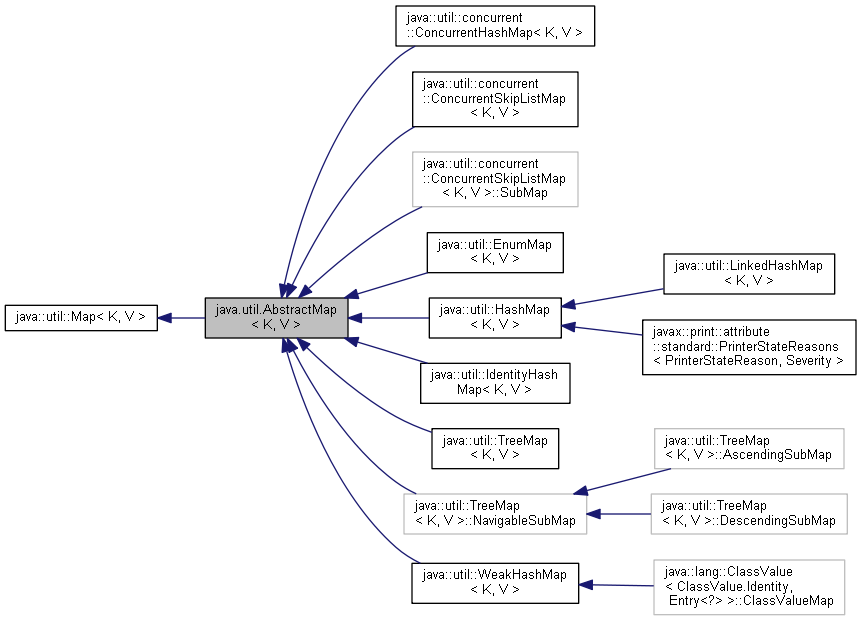 java::util::concurrent
::ConcurrentHashMap< K, V >
java::util::concurrent
::ConcurrentSkipListMap
< K, V >
java::util::concurrent
::ConcurrentSkipListMap
< K, V >::SubMap
java::util::EnumMap
< K, V >
java::util::LinkedHashMap
< K, V >
java::util::Map< K, V >
java.util.AbstractMap
< K, V >
java::util::HashMap
< K, V >
javax::print::attribute
::standard::PrinterStateReasons
< PrinterStateReason, Severity >
java::util::IdentityHash
Map< K, V >
java::util::TreeMap
< K, V >
java::util::TreeMap
< K, V >::AscendingSubMap
java::util::TreeMap
< K, V >::NavigableSubMap
java::util::TreeMap
< K, V >::DescendingSubMap
java::util::WeakHashMap
< K, V >
java::lang::ClassValue
< ClassValue.Identity,
Entry<?> >::ClassValueMap